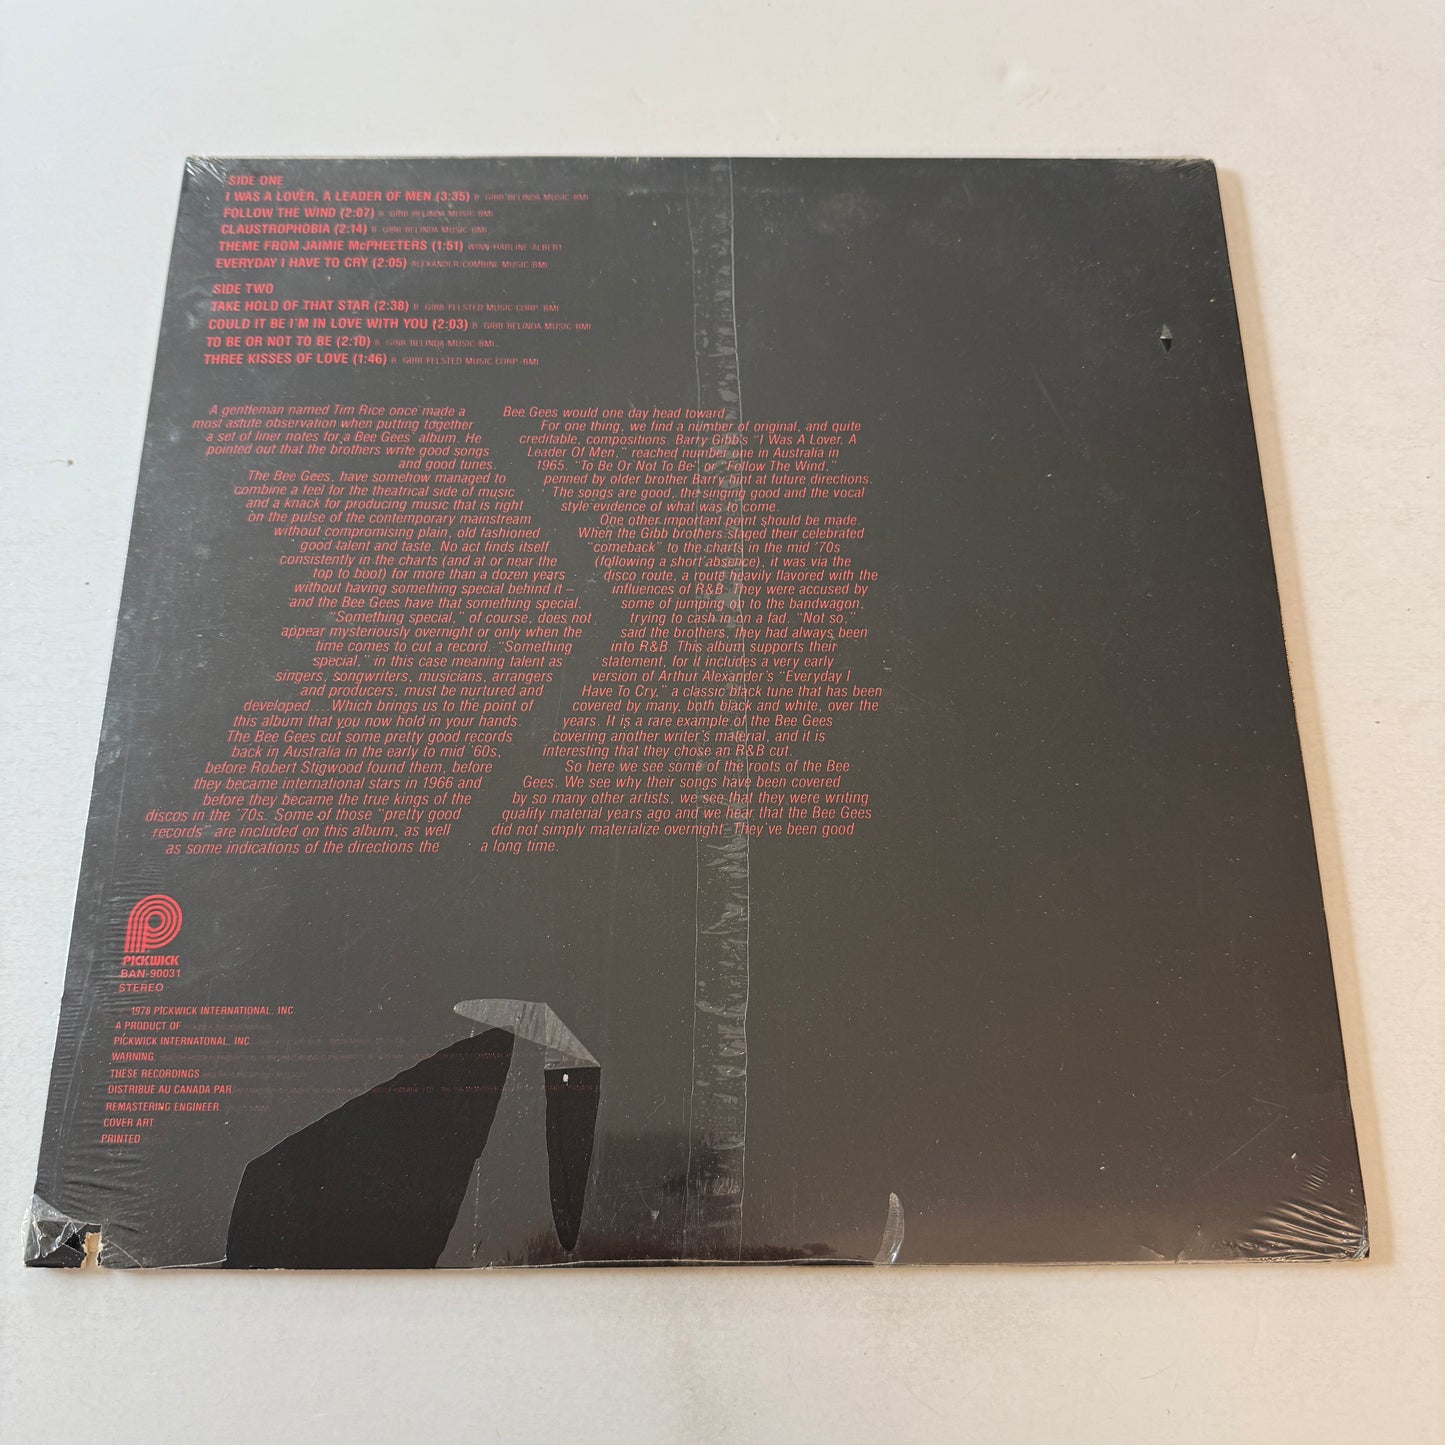 SIDE ONE
I WAS A LOVER, A LEADER OF MEN (3:35) B. GIBB-BELINDA MUSIC-BMI
FOLLOW THE WIND (2:07) B. GIBB-BELINDA MUSIC-BMI
CLAUSTROPHOBIA (2:14) B. GIBB-BELINDA MUSIC-BMI
THEME FROM JAIMIE McPHEETERS (1:51) WINN-HARLINE-ALBERT
EVERYDAY I HAVE TO CRY (2:05) ALEXANDER/COMBINE MUSIC-BMI
SIDE TWO
TAKE HOLD OF THAT STAR (2:38) B. GIBB-FELSTED MUSIC CORP.-BMI
COULD IT BE I'M IN LOVE WITH YOU (2:03) B. GIBB-BELINDA MUSIC-BMI
TO BE OR NOT TO BE (2:10) B. GIBB-BELINDA MUSIC-BMI
THREE KISSES OF LOVE (1:46) B. GIBB-FELSTED MUSIC CORP.-BMI
A gentleman named Tim Rice once made a
most astute observation when putting together
a set of liner notes for a Bee Gees' album. He
pointed out that the brothers write good songs
and good tunes.
The Bee Gees, have somehow managed to
combine a feel for the theatrical side of music
and a knack for producing music that is right
on the pulse of the contemporary mainstream
without compromising plain, old fashioned
good talent and taste. No act finds itself
consistently in the charts (and at or near the
top to boot) for more than a dozen years
without having something special behind it —
and the Bee Gees have that something special.
"Something special," of course, does not
appear mysteriously overnight or only when the
time comes to cut a record. "Something
special," in this case meaning talent as
singers, songwriters, musicians, arrangers
and producers, must be nurtured and
developed....Which brings us to the point of
this album that you now hold in your hands.
The Bee Gees cut some pretty good records
back in Australia in the early to mid '60s,
before Robert Stigwood found them, before
they became international stars in 1966 and
before they became the true kings of the
discos in the '70s. Some of those "pretty good
records" are included on this album, as well
as some indications of the directions the
Bee Gees would one day head toward.
For one thing, we find a number of original, and quite
creditable, compositions. Barry Gibb's "I Was A Lover, A
Leader Of Men," reached number one in Australia in
1965. "To Be Or Not To Be" or "Follow The Wind,"
penned by older brother Barry hint at future directions.
The songs are good, the singing good and the vocal
style evidence of what was to come.
One other important point should be made.
When the Gibb brothers staged their celebrated
"comeback" to the charts in the mid '70s
(following a short absence), it was via the
disco route, a route heavily flavored with the
influences of R&B. They were accused by
some of jumping on to the bandwagon,
trying to cash in on a fad. "Not so,"
said the brothers, they had always been
into R&B. This album supports their
statement, for it includes a very early
version of Arthur Alexander's "Everyday I
Have To Cry," a classic black tune that has been
covered by many, both black and white, over the
years. It is a rare example of the Bee Gees
covering another writer's material, and it is
interesting that they chose an R&B cut.
So here we see some of the roots of the Bee
Gees. We see why their songs have been covered
by so many other artists, we see that they were writing
quality material years ago and we hear that the Bee Gees
did not simply materialize overnight. They've been good
a long time.
PICKWICK
BAN-90031
STEREO
1978 PICKWICK INTERNATIONAL, INC
A PRODUCT OF
PICKWICK INTERNATONAL, INC
WARNING.
THESE RECORDINGS
DISTRIBUE AU CANADA PAR.
REMASTERING ENGINEER.
COVER ART.
PRINTED